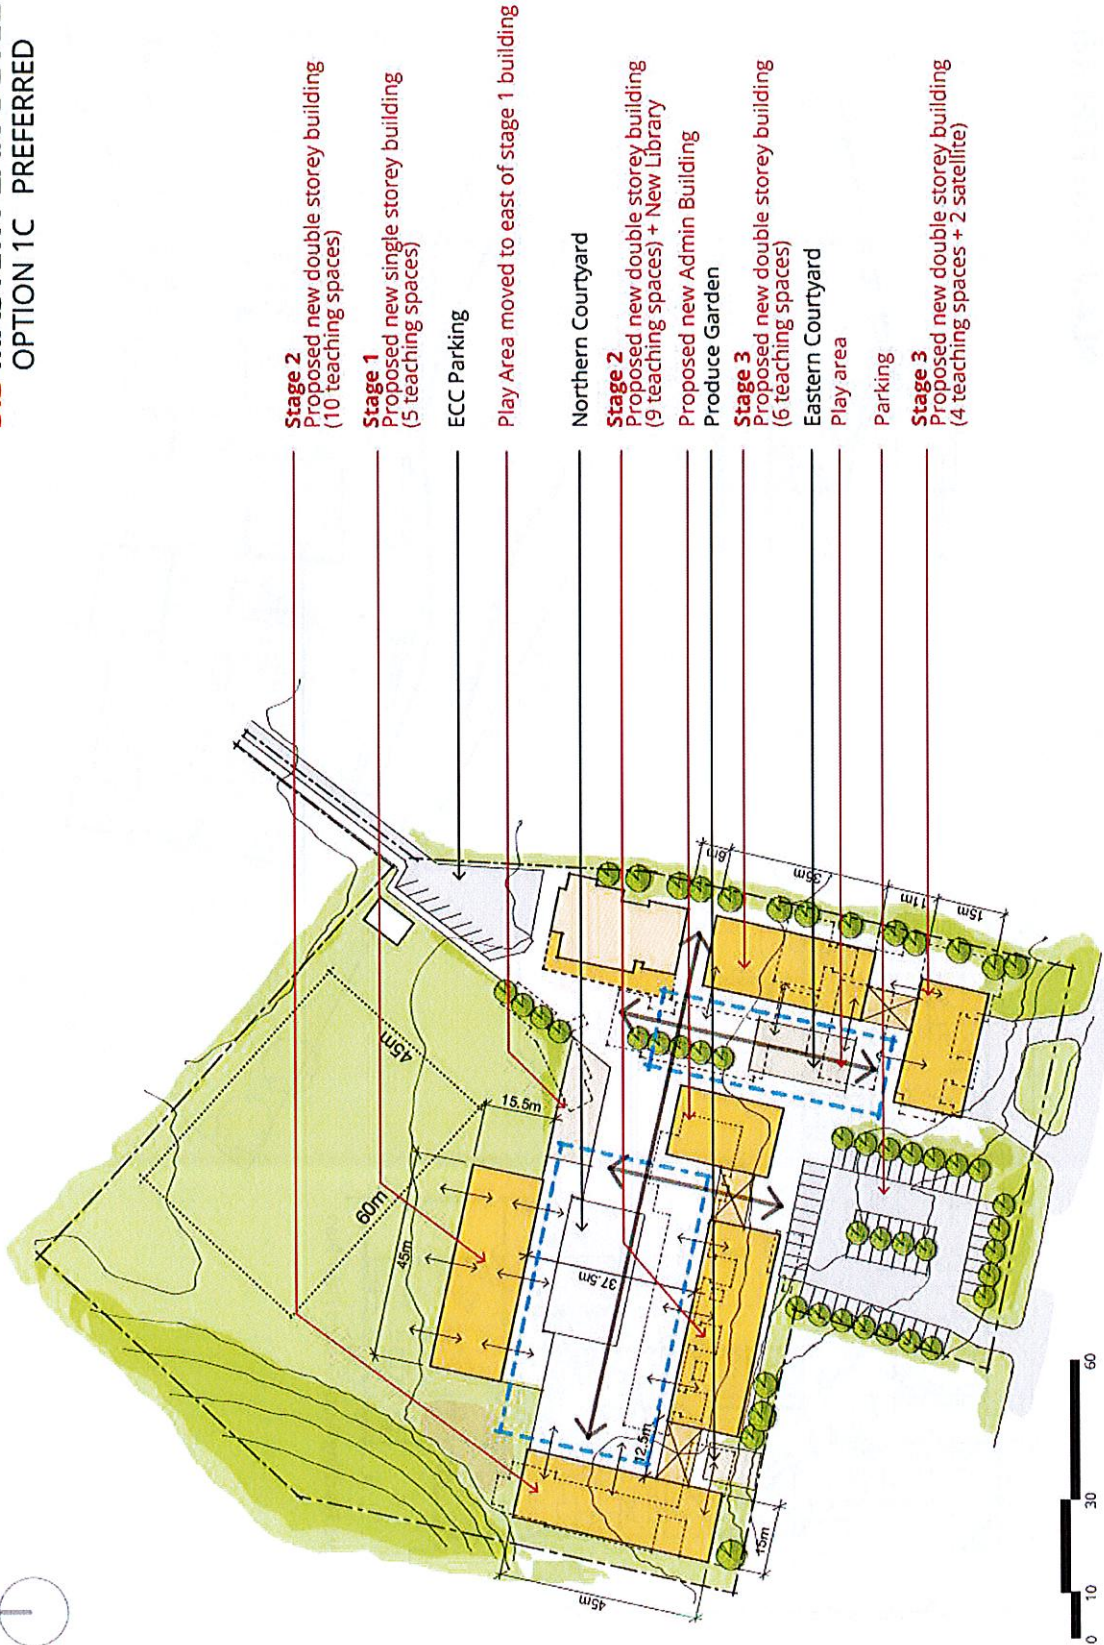 OPTION 1C PREFERRED
Stage 2
Proposed new double storey building
(10 teaching spaces)
Stage 1
Proposed new single storey building
(5 teaching spaces)
ECC Parking
Play Area moved to east of stage 1 building
Northern Courtyard
Stage 2
Proposed new double storey building
(9 teaching spaces) + New Library
Proposed new Admin Building
Produce Garden
Stage 3
Proposed new double storey building
(6 teaching spaces)
Eastern Courtyard
Play area
Parking
Stage 3
Proposed new double storey building
(4 teaching spaces + 2 satellite)
45m
60m
15.5m
45m
37.5m
12.5m
15m
45m
6m
36m
11m
15m
0 10 30 60